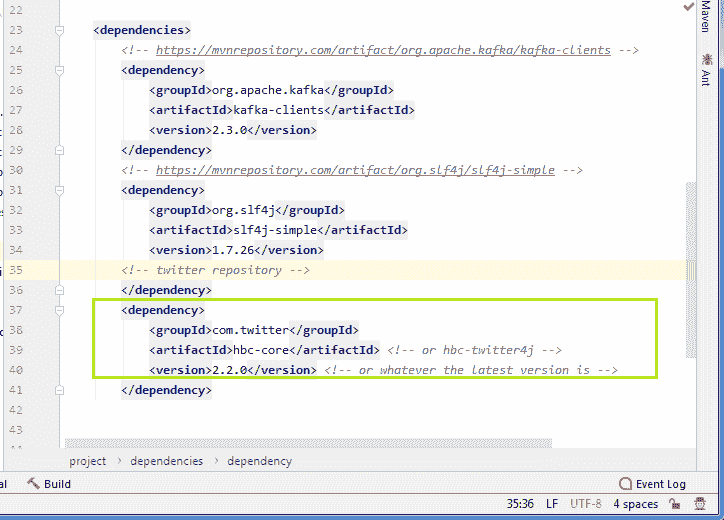 22
Maven
23 <dependencies>
24 <!-- https://mvnrepository.com/artifact/org.apache.kafka/kafka-clients -->
25 <dependency>
26 <groupId>org.apache.kafka</groupId>
27 <artifactId>kafka-clients</artifactId>
28 <version>2.3.0</version>
29 </dependency>
30 <!-- https://mvnrepository.com/artifact/org.slf4j/slf4j-simple -->
31 <dependency>
32 <groupId>org.slf4j</groupId>
33 <artifactId>slf4j-simple</artifactId>
34 <version>1.7.26</version>
35 <!-- twitter repository -->
36 </dependency>
37 <dependency>
38 <groupId>com.twitter</groupId>
39 <artifactId>hbc-core</artifactId> <!-- or hbc-twitter4j -->
40 <version>2.2.0</version> <!-- or whatever the latest version is -->
41 </dependency>
42
43
Ant
project > dependencies > dependency
Build
Event Log
35:36 LF UTF-8 4 spaces